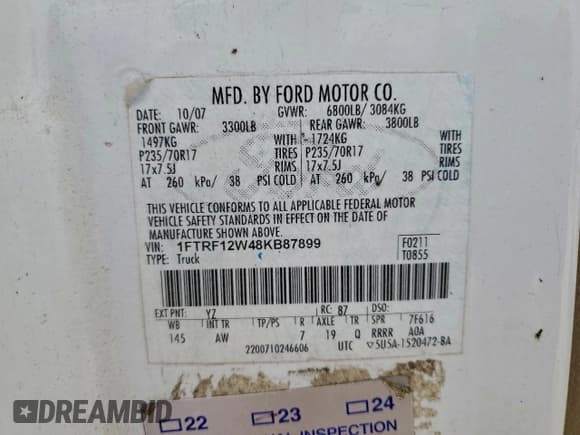 MFD. BY FORD MOTOR CO.
DATE: 10/07 GVWR: 6800LB/ 3084KG
FRONT GAWR: 3300LB REAR GAWR: 3800LB
1497KG WITH 1724KG WITH
P235/70R17 TIRES P235/70R17 TIRES
17x7.5J RIMS 17x7.5J RIMS
AT 260 kPa/ 38 PSI COLD AT 260 kPa/ 38 PSI COLD
THIS VEHICLE CONFORMS TO ALL APPLICABLE FEDERAL MOTOR
VEHICLE SAFETY STANDARDS IN EFFECT ON THE DATE OF
MANUFACTURE SHOWN ABOVE.
VIN: 1FTRF12W48KB87899 F0211
TYPE: Truck T0855
EXT PNT: YZ RC: 87 DSO:
WB INT TR TP/PS R AXLE TR SPR 7F616
145 AW 7 19 Q RRRR A0A
2200710246606 UTC 5U5A-1520472-BA
22 23 24
INSPECTION
DREAMBID